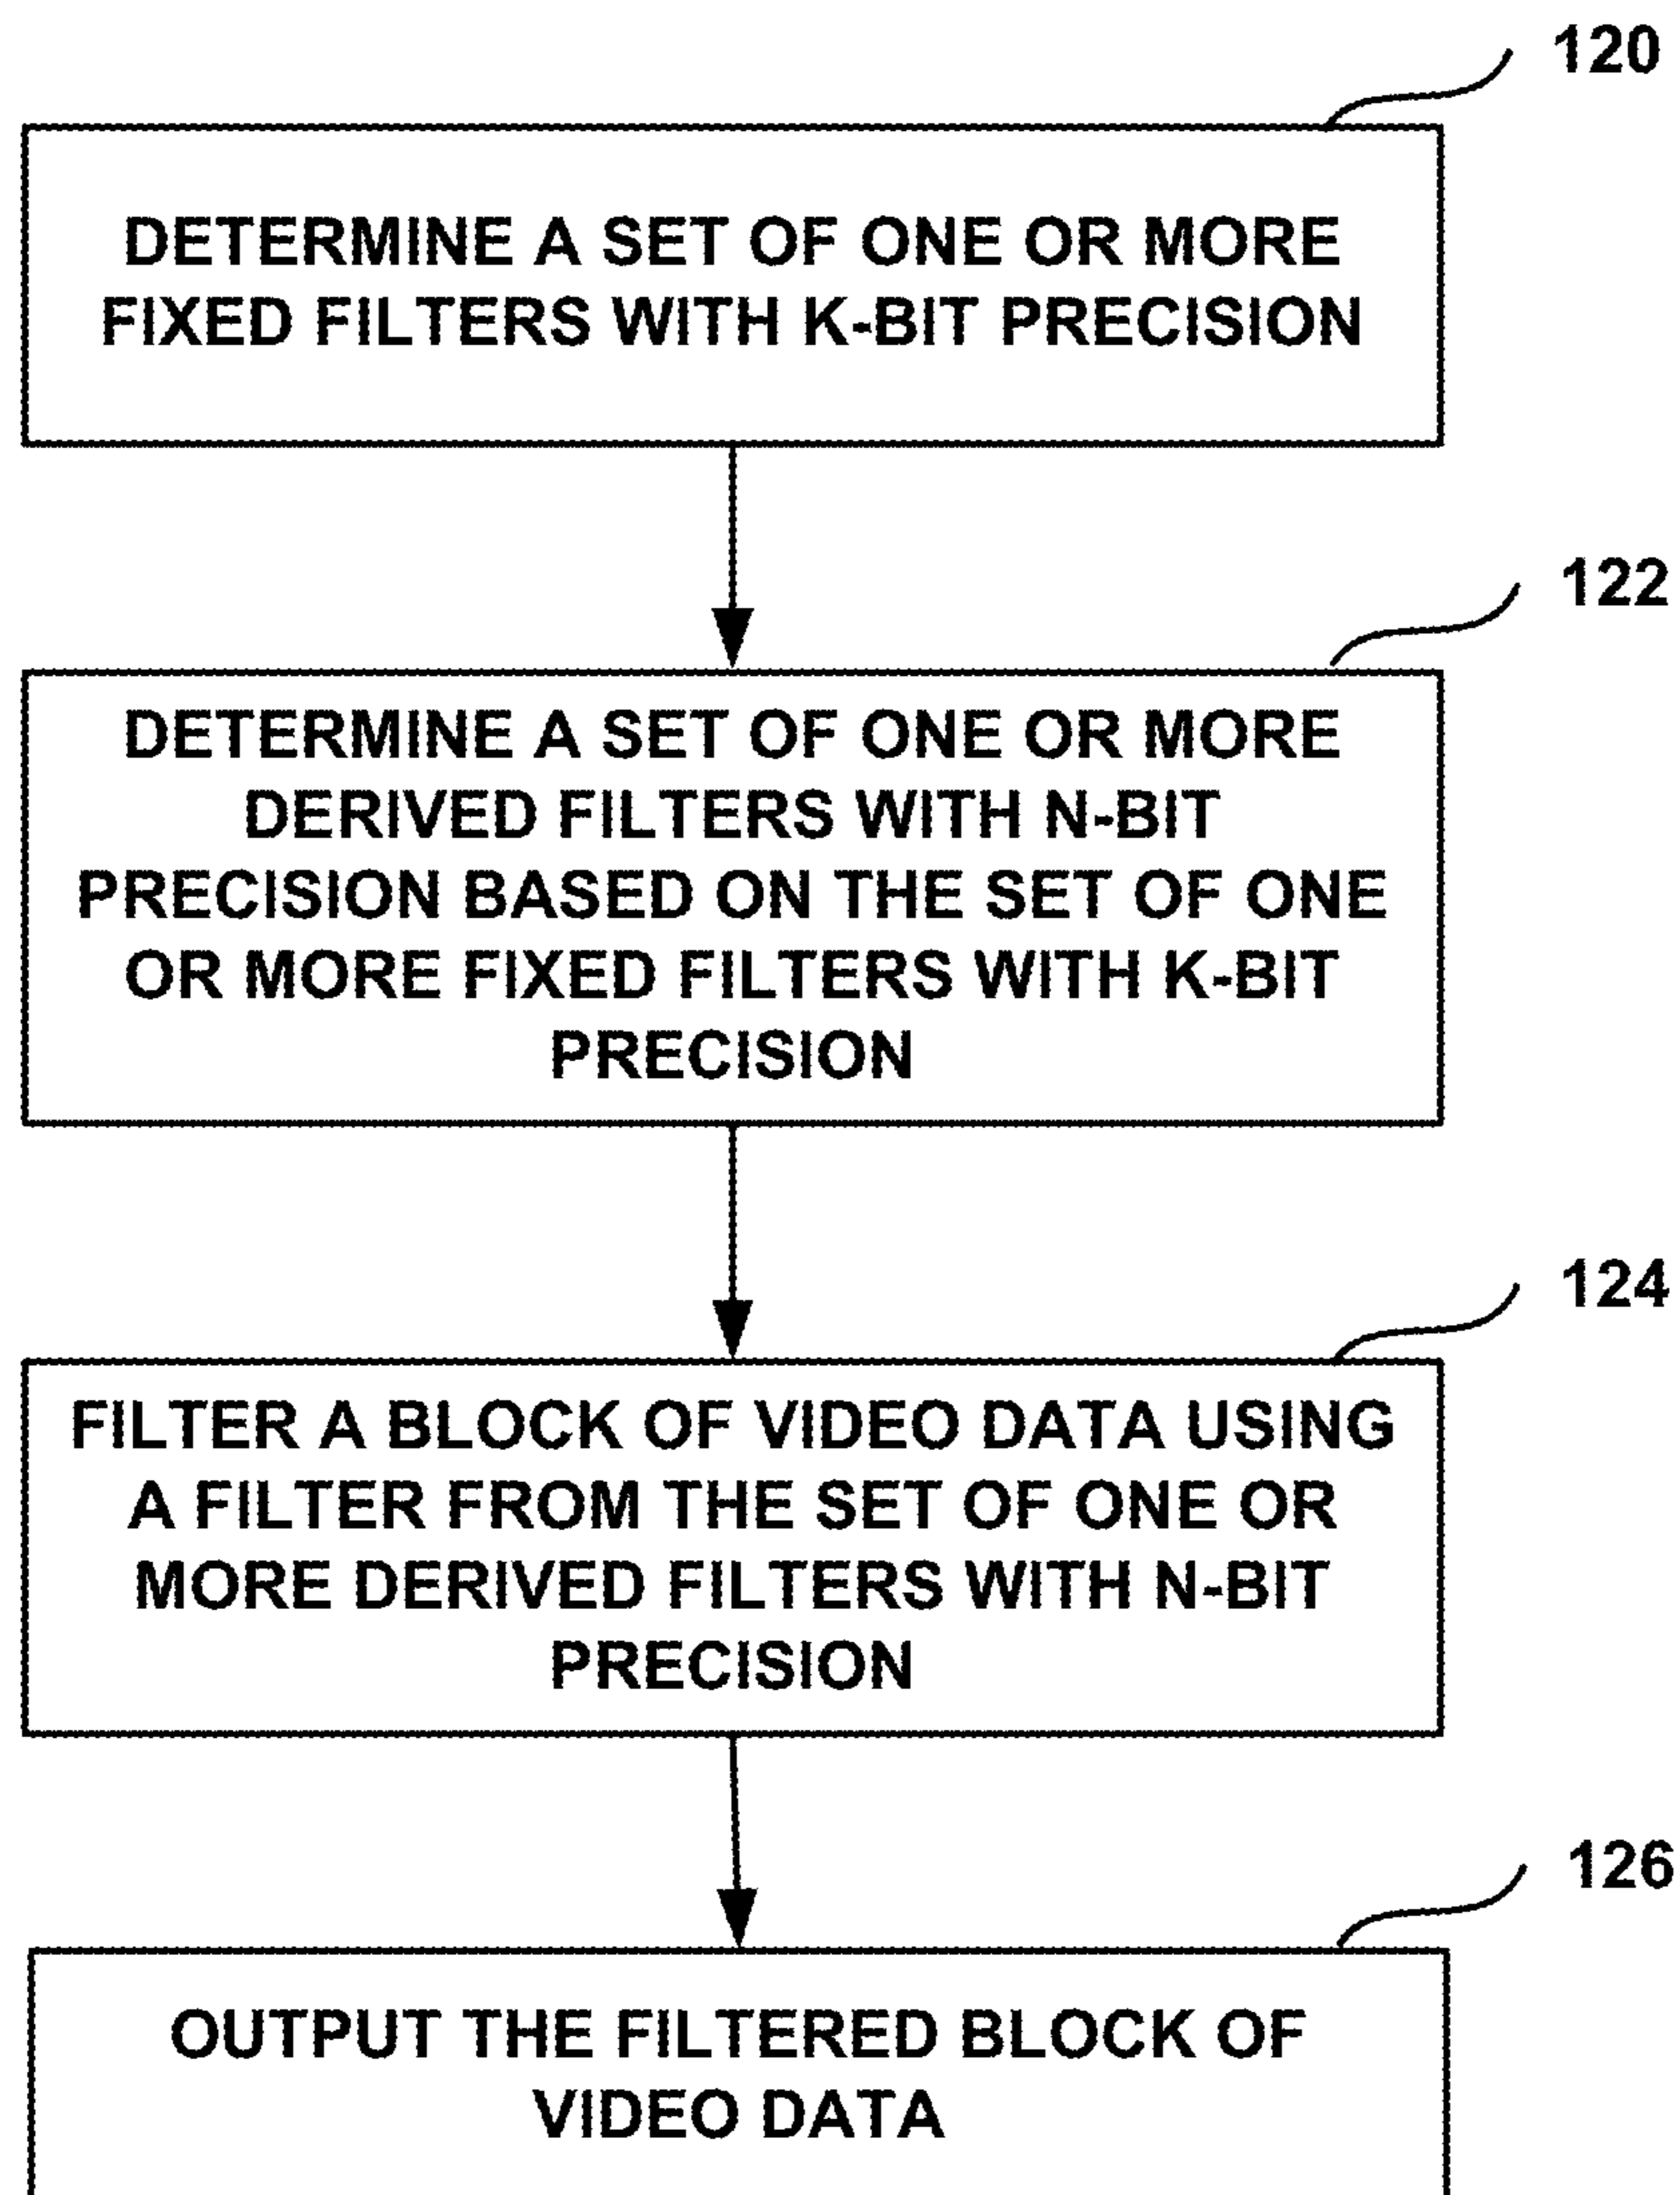 120
DETERMINE A SET OF ONE OR MORE
FIXED FILTERS WITH K-BIT PRECISION
122
DETERMINE A SET OF ONE OR MORE
DERIVED FILTERS WITH N-BIT
PRECISION BASED ON THE SET OF ONE
OR MORE FIXED FILTERS WITH K-BIT
PRECISION
124
FILTER A BLOCK OF VIDEO DATA USING
A FILTER FROM THE SET OF ONE OR
MORE DERIVED FILTERS WITH N-BIT
PRECISION
126
OUTPUT THE FILTERED BLOCK OF
VIDEO DATA